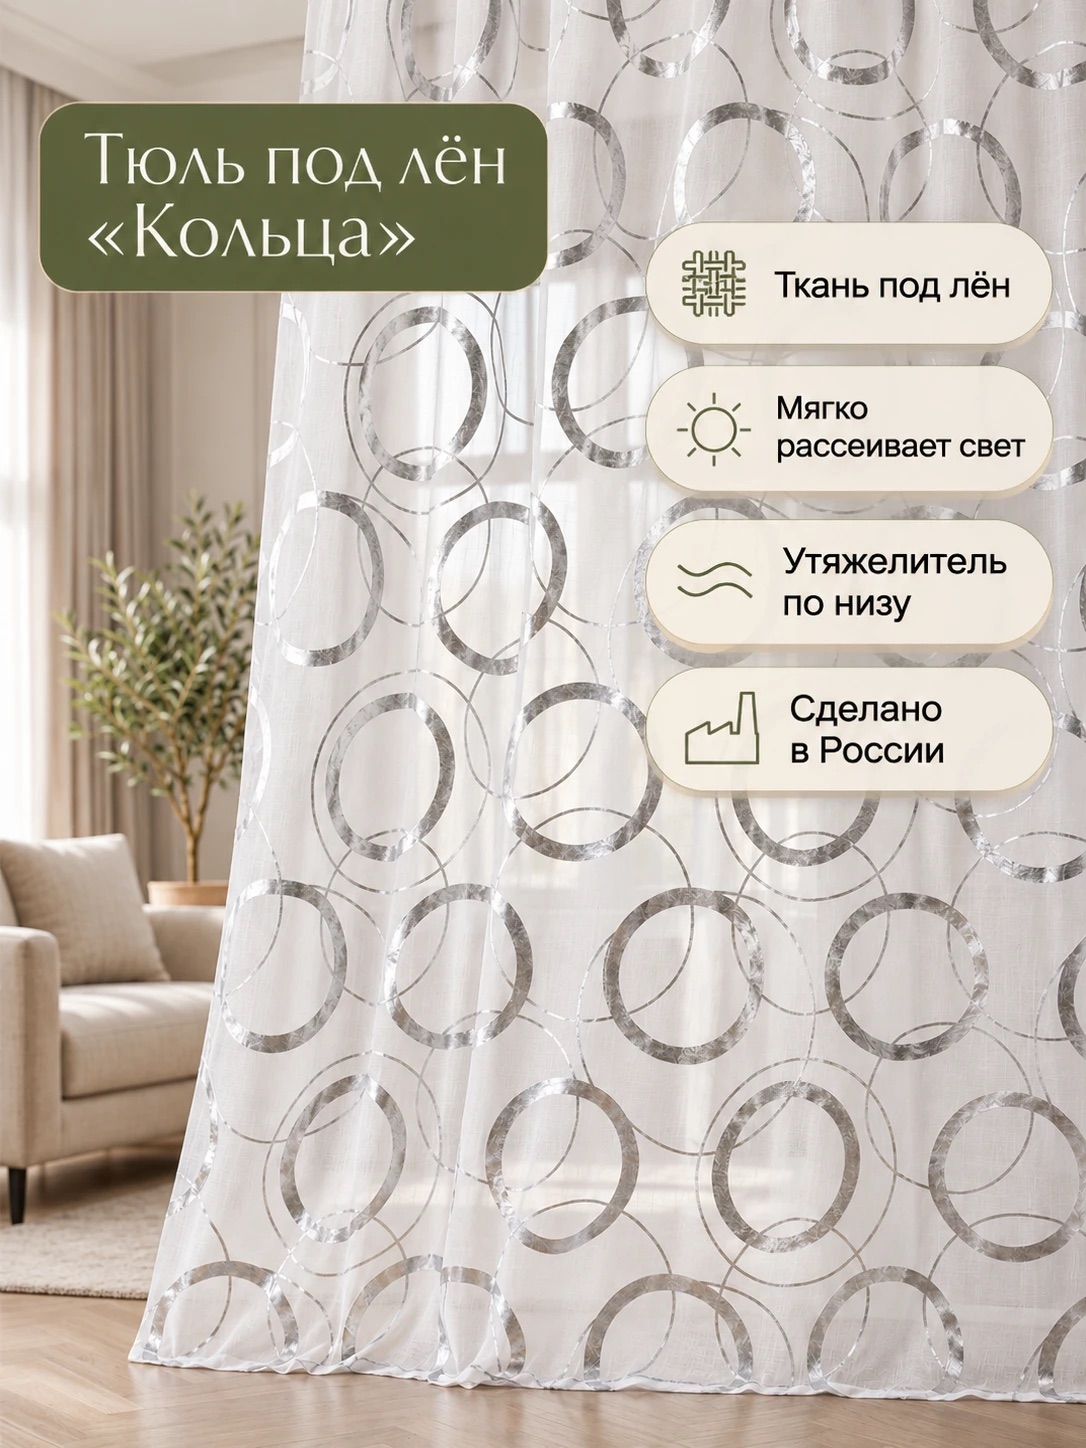 Тюль под лён
«Кольца»
Ткань под лён
Мягко
рассеивает свет
Утяжелитель
по низу
Сделано
в России